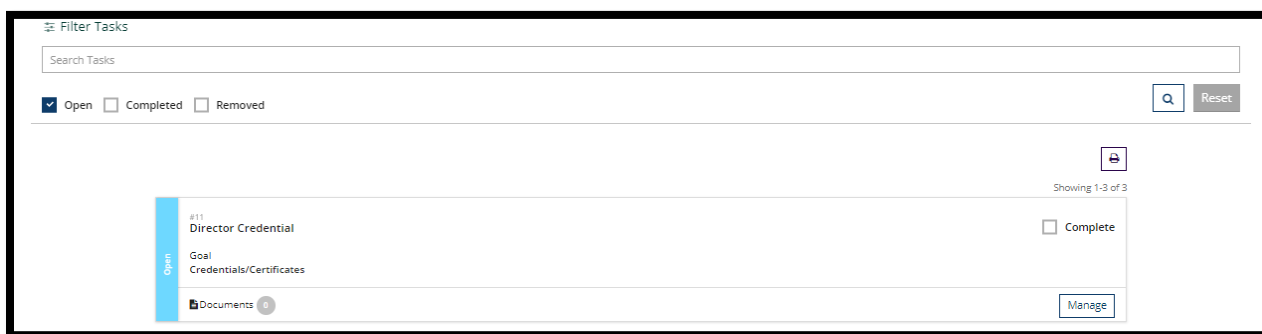 Filter Tasks
Search Tasks
Open Completed Removed
Reset
Showing 1-3 of 3
#11
Director Credential
Complete
Goal
Credentials/Certificates
Open
Documents 0
Manage